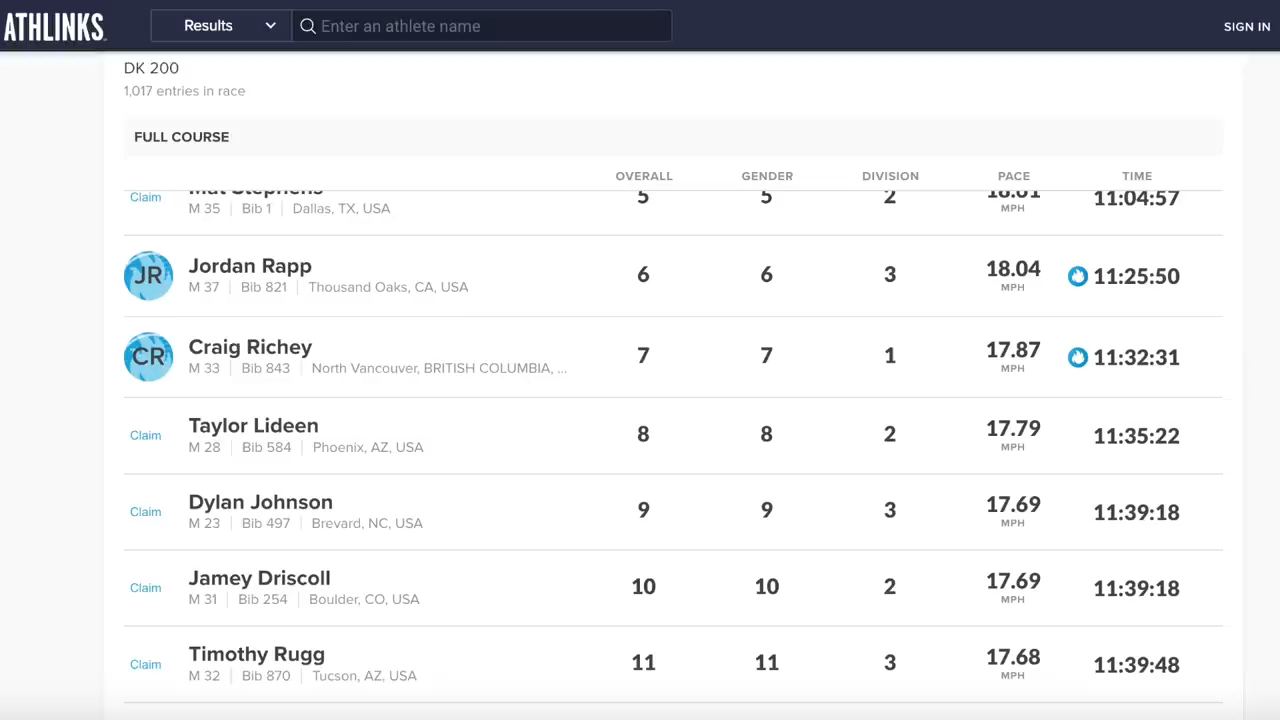 ATHLINKS
Results
Enter an athlete name
SIGN IN
DK 200
1,017 entries in race
FULL COURSE
OVERALL GENDER DIVISION PACE TIME
Claim Mat Stephens 5 5 2 18.61 11:04:57
M 35 Bib 1 Dallas, TX, USA MPH
JR Jordan Rapp 6 6 3 18.04 11:25:50
M 37 Bib 821 Thousand Oaks, CA, USA MPH
CR Craig Richey 7 7 1 17.87 11:32:31
M 33 Bib 843 North Vancouver, BRITISH COLUMBIA, ... MPH
Claim Taylor Lideen 8 8 2 17.79 11:35:22
M 28 Bib 584 Phoenix, AZ, USA MPH
Claim Dylan Johnson 9 9 3 17.69 11:39:18
M 23 Bib 497 Brevard, NC, USA MPH
Claim Jamey Driscoll 10 10 2 17.69 11:39:18
M 31 Bib 254 Boulder, CO, USA MPH
Claim Timothy Rugg 11 11 3 17.68 11:39:48
M 32 Bib 870 Tucson, AZ, USA MPH